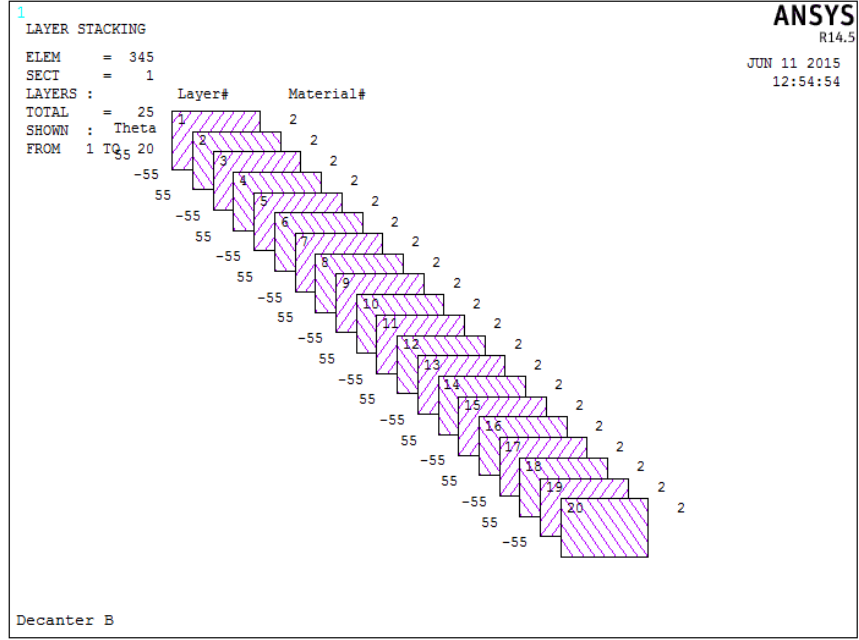 1
ANSYS
R14.5
LAYER STACKING
JUN 11 2015
12:54:54
ELEM = 345
SECT = 1
LAYERS : Layer# Material#
TOTAL = 25
SHOWN : Theta
FROM 1 TO 20
55 1 2
-55 2 2
55 3 2
-55 4 2
55 5 2
-55 6 2
55 7 2
-55 8 2
55 9 2
-55 10 2
55 11 2
-55 12 2
55 13 2
-55 14 2
55 15 2
-55 16 2
55 17 2
-55 18 2
55 19 2
-55 20 2
Decanter B